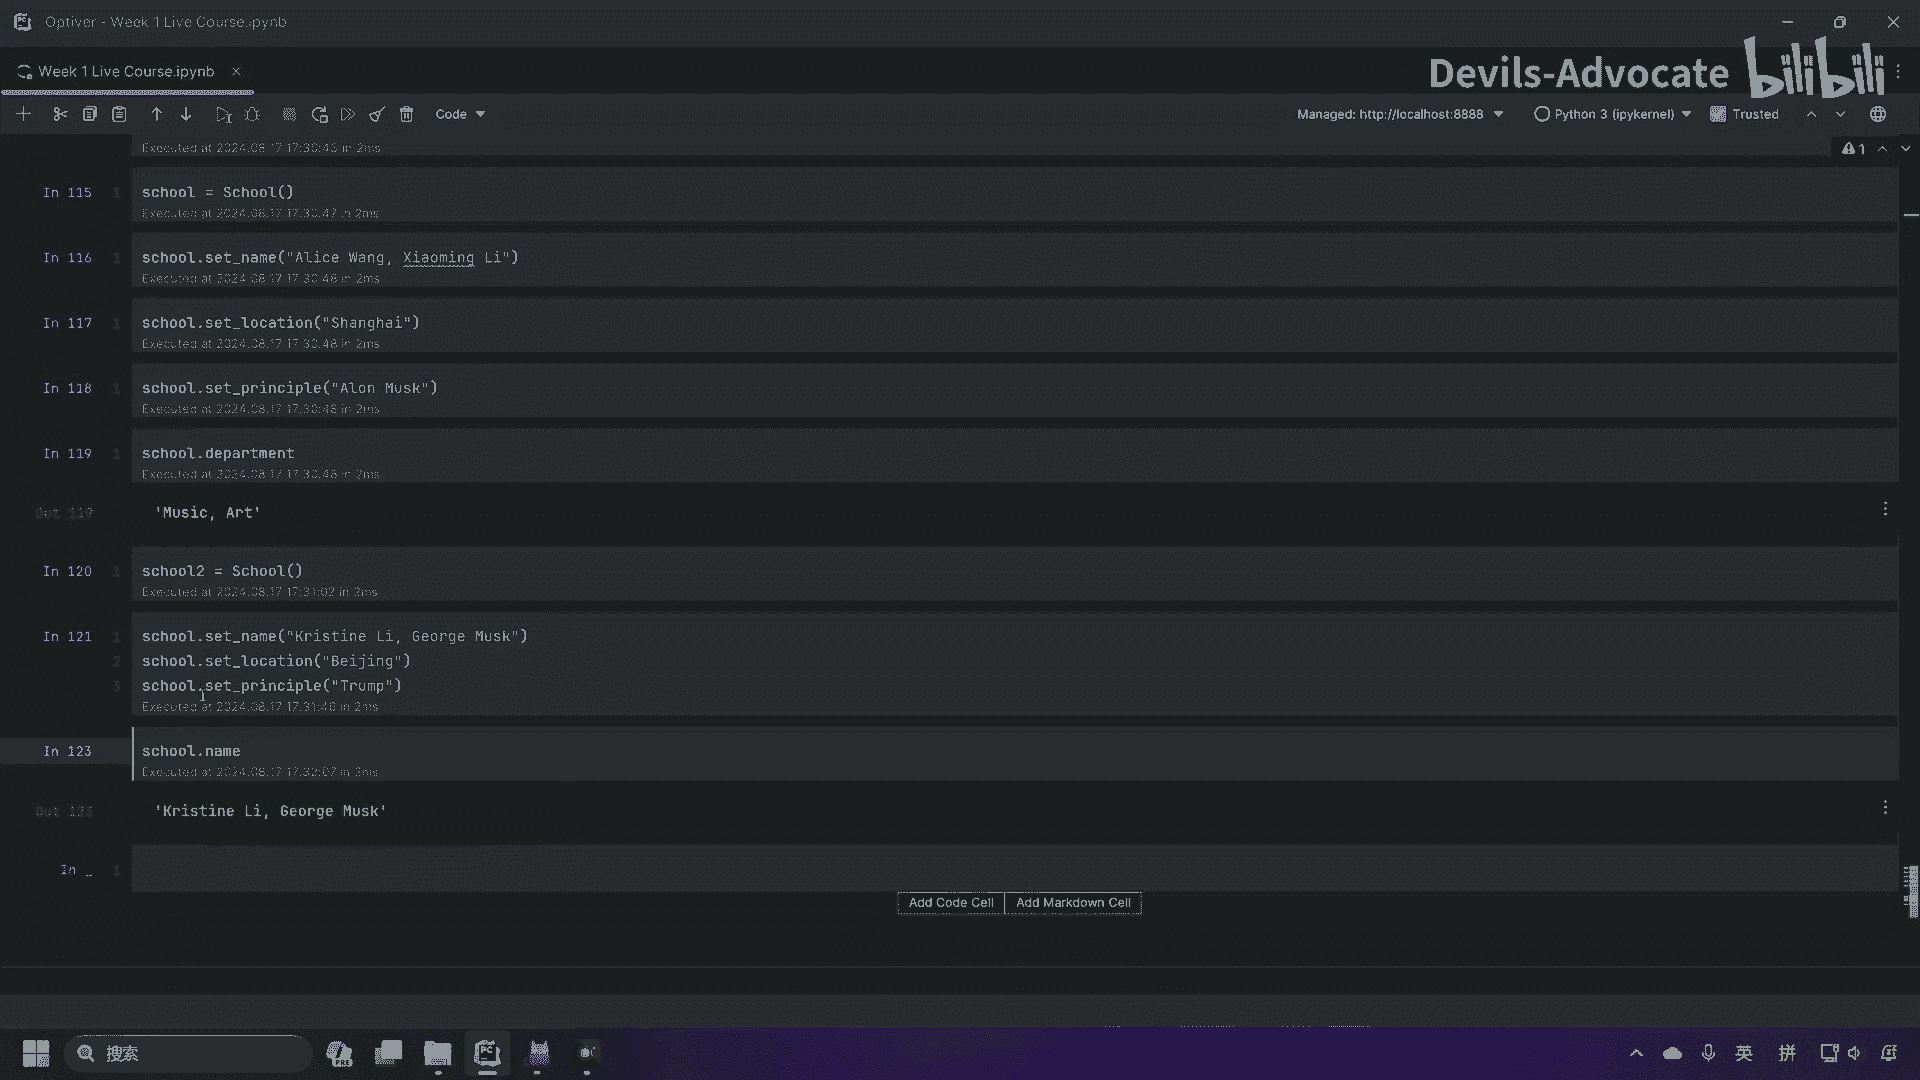 Optiver - Week 1 Live Course.ipynb
Week 1 Live Course.ipynb
Devils-Advocate bilibili
Code
Managed: http://localhost:8888
Python 3 (ipykernel)
Trusted
Executed at 2024.08.17 17:30:43 in 2ms
1
In 115
1
school = School()
Executed at 2024.08.17 17:30:47 in 2ms
In 116
1
school.set_name("Alice Wang, Xiaoming Li")
Executed at 2024.08.17 17:30:48 in 2ms
In 117
1
school.set_location("Shanghai")
Executed at 2024.08.17 17:30:48 in 2ms
In 118
1
school.set_principle("Alon Musk")
Executed at 2024.08.17 17:30:48 in 2ms
In 119
1
school.department
Executed at 2024.08.17 17:30:48 in 2ms
Out 119
'Music, Art'
In 120
1
school2 = School()
Executed at 2024.08.17 17:31:02 in 2ms
In 121
1
school.set_name("Kristine Li, George Musk")
2
school.set_location("Beijing")
3
school.set_principle("Trump")
Executed at 2024.08.17 17:31:48 in 2ms
In 123
school.name
Executed at 2024.08.17 17:32:07 in 2ms
Out 123
'Kristine Li, George Musk'
In _
1
Add Code Cell
Add Markdown Cell
搜索
PRE
PC
英
拼